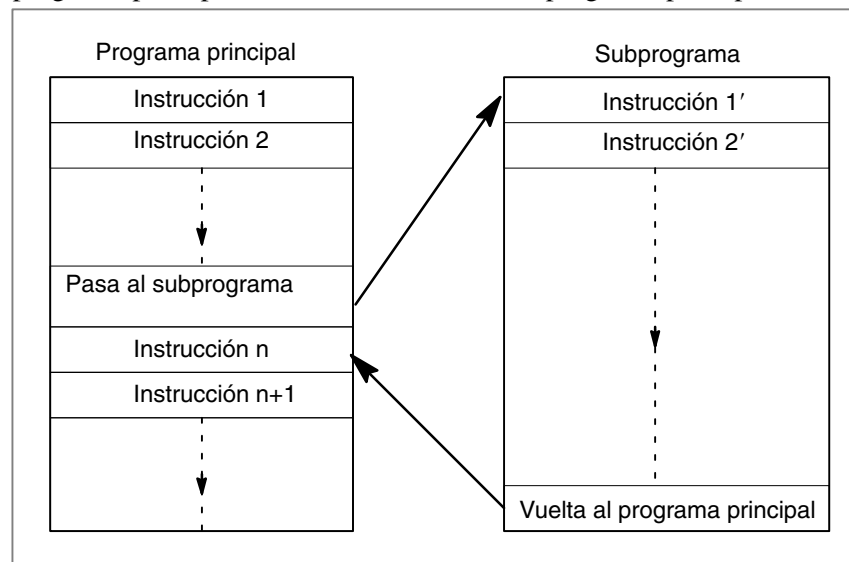 Programa principal
Instrucción 1
Instrucción 2
Pasa al subprograma
Instrucción n
Instrucción n+1
Subprograma
Instrucción 1′
Instrucción 2′
Vuelta al programa principal